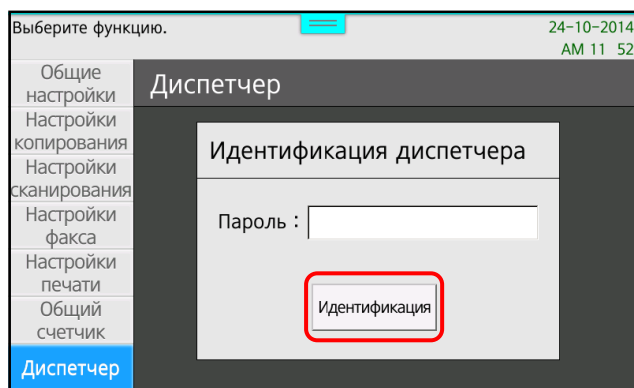 Выберите функцию.
24-10-2014
AM 11 52
Общие
настройки
Настройки
копирования
Настройки
сканирования
Настройки
факса
Настройки
печати
Общий
счетчик
Диспетчер
Диспетчер
Идентификация диспетчера
Пароль :
Идентификация